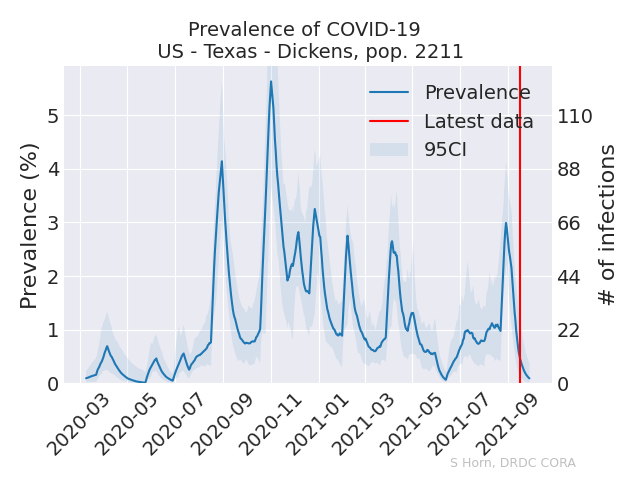 Prevalence of COVID-19
US - Texas - Dickens, pop. 2211
Prevalence
Latest data
95CI
Prevalence (%)
5
4
3
2
1
0
110
88
66
44
22
0
# of infections
2020-03
2020-05
2020-07
2020-09
2020-11
2021-01
2021-03
2021-05
2021-07
2021-09
S Horn, DRDC CORA